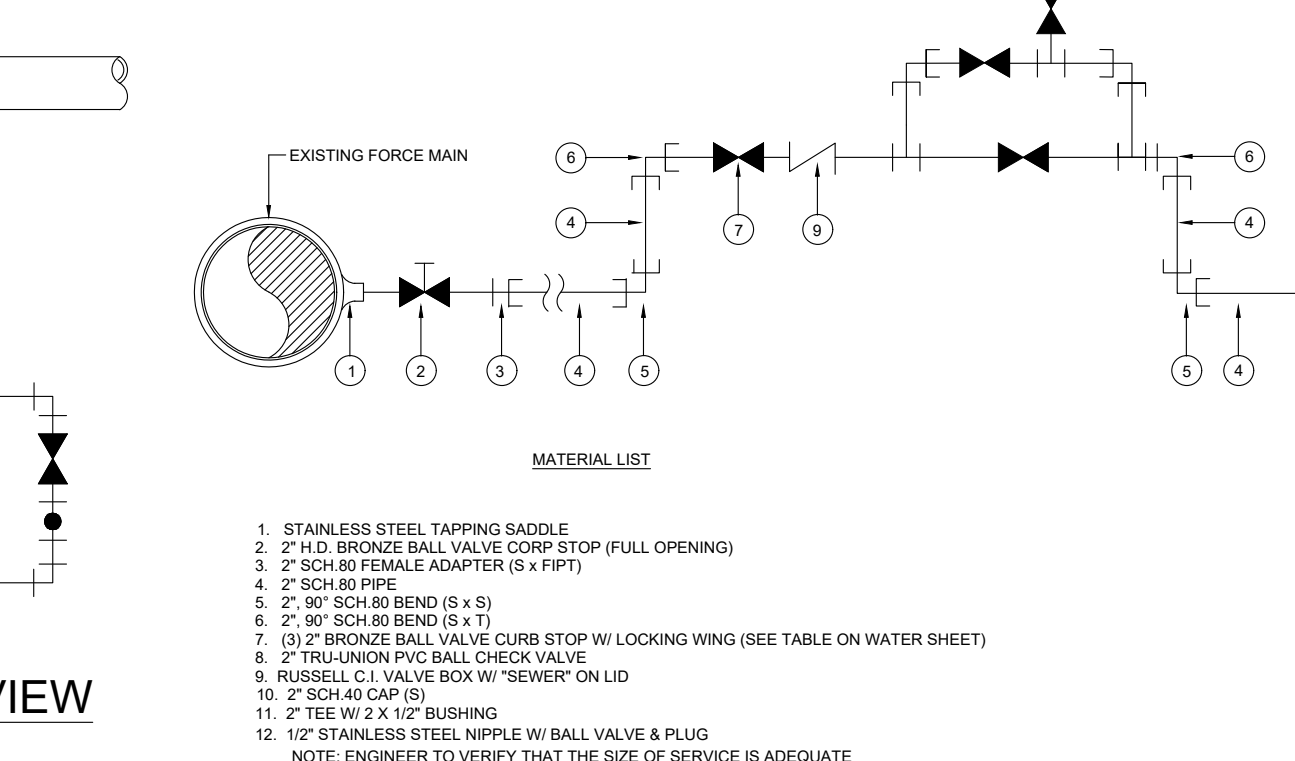 EXISTING FORCE MAIN
6
6
4
4
7
9
1
2
3
4
5
5
4
MATERIAL LIST
1. STAINLESS STEEL TAPPING SADDLE
2. 2" H.D. BRONZE BALL VALVE CORP STOP (FULL OPENING)
3. 2" SCH.80 FEMALE ADAPTER (S x FIPT)
4. 2" SCH.80 PIPE
5. 2", 90° SCH.80 BEND (S x S)
6. 2", 90° SCH.80 BEND (S x T)
7. (3) 2" BRONZE BALL VALVE CURB STOP W/ LOCKING WING (SEE TABLE ON WATER SHEET)
8. 2" TRU-UNION PVC BALL CHECK VALVE
9. RUSSELL C.I. VALVE BOX W/ "SEWER" ON LID
10. 2" SCH.40 CAP (S)
11. 2" TEE W/ 2 X 1/2" BUSHING
12. 1/2" STAINLESS STEEL NIPPLE W/ BALL VALVE & PLUG
NOTE: ENGINEER TO VERIFY THAT THE SIZE OF SERVICE IS ADEQUATE
VIEW